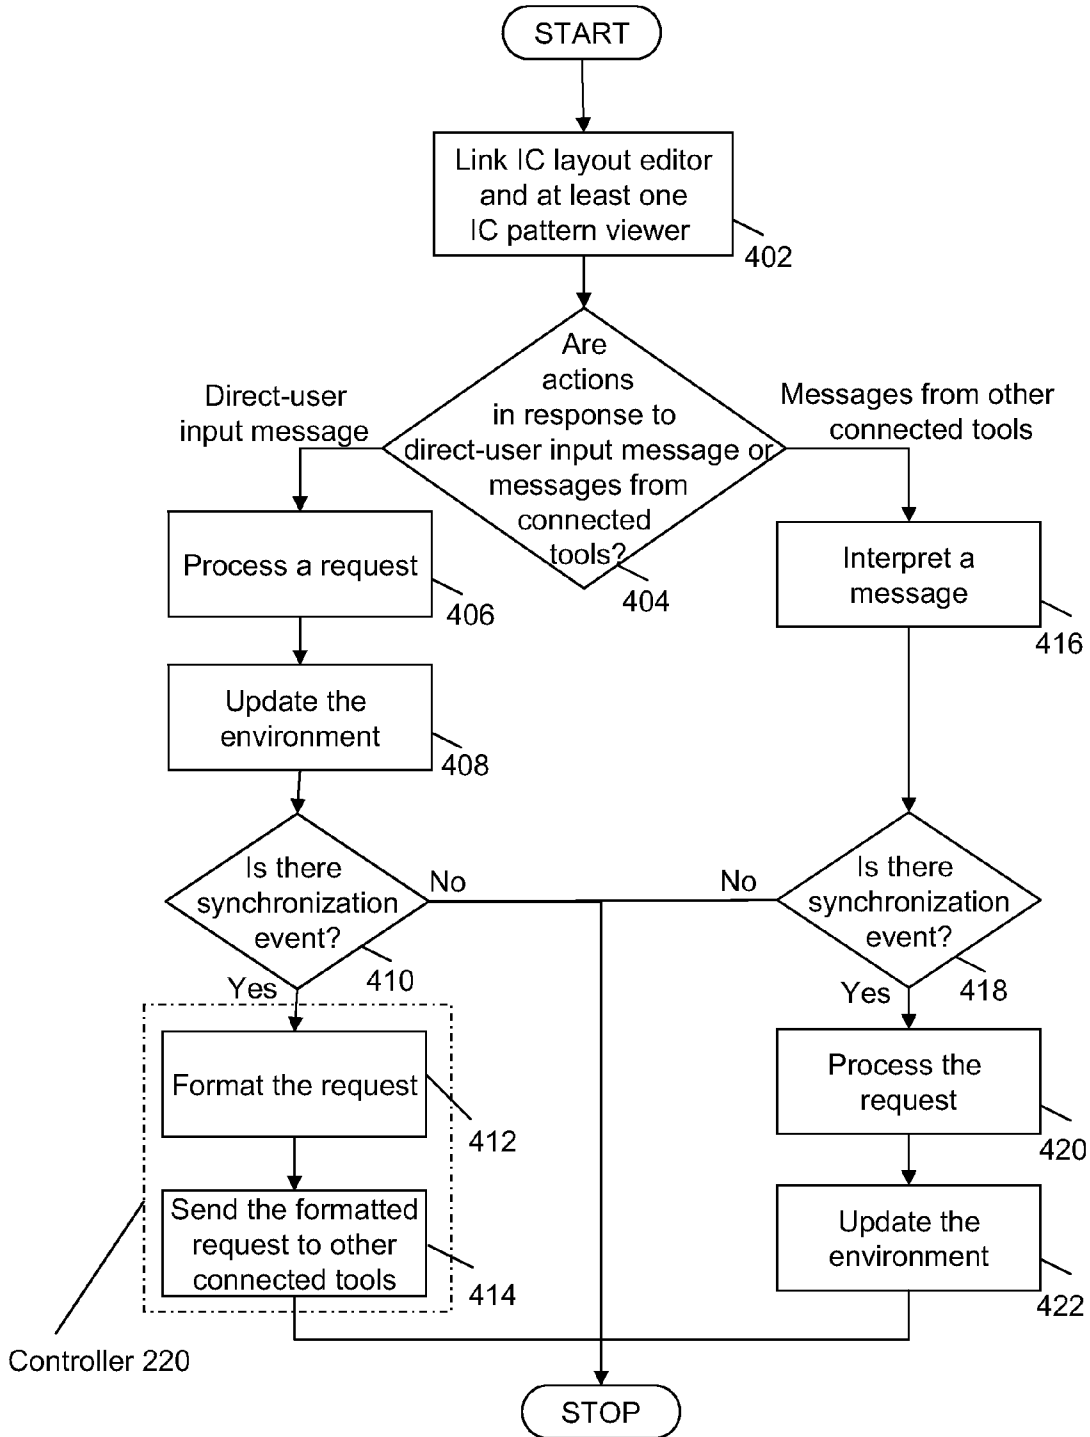 START
Link IC layout editor
and at least one
IC pattern viewer
402
Are
actions
in response to
direct-user input message or
messages from
connected
tools?
404
Direct-user
input message
Messages from other
connected tools
Process a request
406
Interpret a
message
416
Update the
environment
408
Is there
synchronization
event?
410
No
Yes
Is there
synchronization
event?
418
No
Yes
Format the request
412
Process the
request
420
Send the formatted
request to other
connected tools
414
Update the
environment
422
Controller 220
STOP